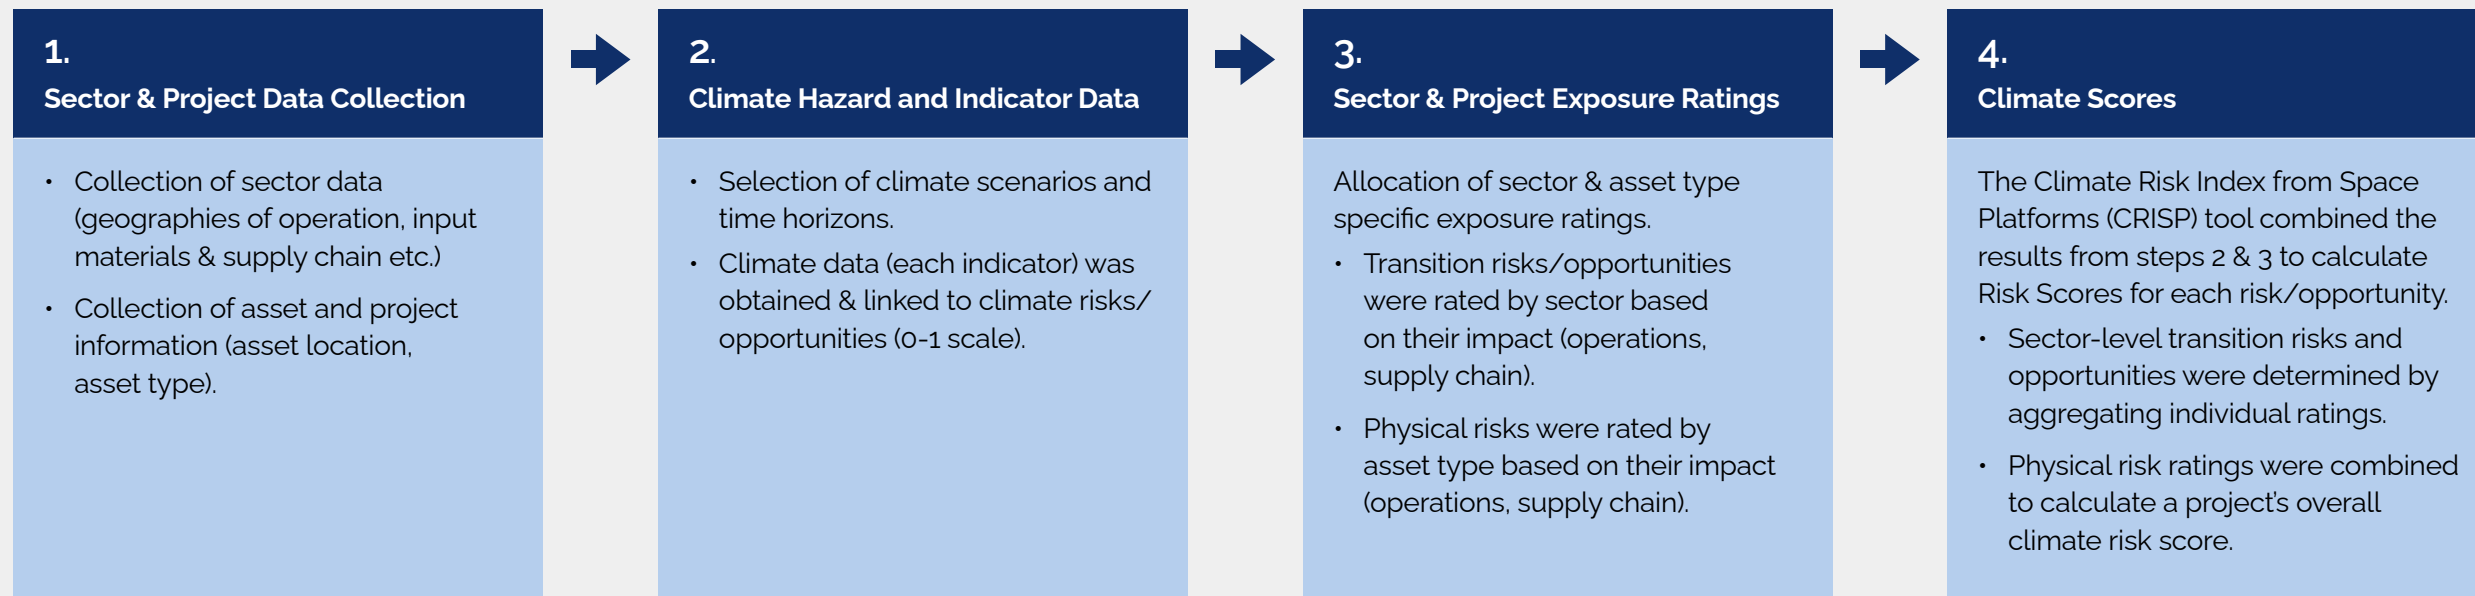 1.
Sector & Project Data Collection
• Collection of sector data
(geographies of operation, input
materials & supply chain etc.)
• Collection of asset and project
information (asset location,
asset type).
2.
Climate Hazard and Indicator Data
• Selection of climate scenarios and
time horizons.
• Climate data (each indicator) was
obtained & linked to climate risks/
opportunities (0-1 scale).
3.
Sector & Project Exposure Ratings
Allocation of sector & asset type
specific exposure ratings.
• Transition risks/opportunities
were rated by sector based
on their impact (operations,
supply chain).
• Physical risks were rated by
asset type based on their impact
(operations, supply chain).
4.
Climate Scores
The Climate Risk Index from Space
Platforms (CRISP) tool combined the
results from steps 2 & 3 to calculate
Risk Scores for each risk/opportunity.
• Sector-level transition risks and
opportunities were determined by
aggregating individual ratings.
• Physical risk ratings were combined
to calculate a project’s overall
climate risk score.